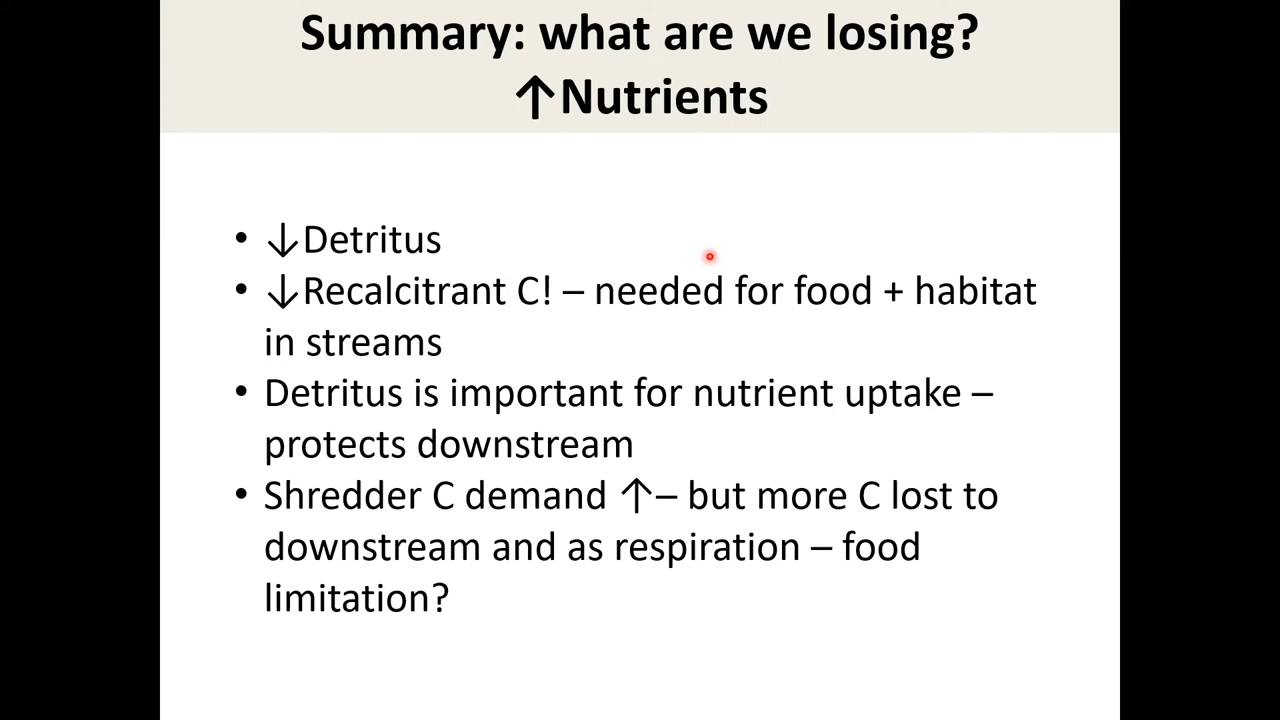 Summary: what are we losing?
↑Nutrients
• ↓Detritus
• ↓Recalcitrant C! – needed for food + habitat
in streams
• Detritus is important for nutrient uptake –
protects downstream
• Shredder C demand ↑– but more C lost to
downstream and as respiration – food
limitation?